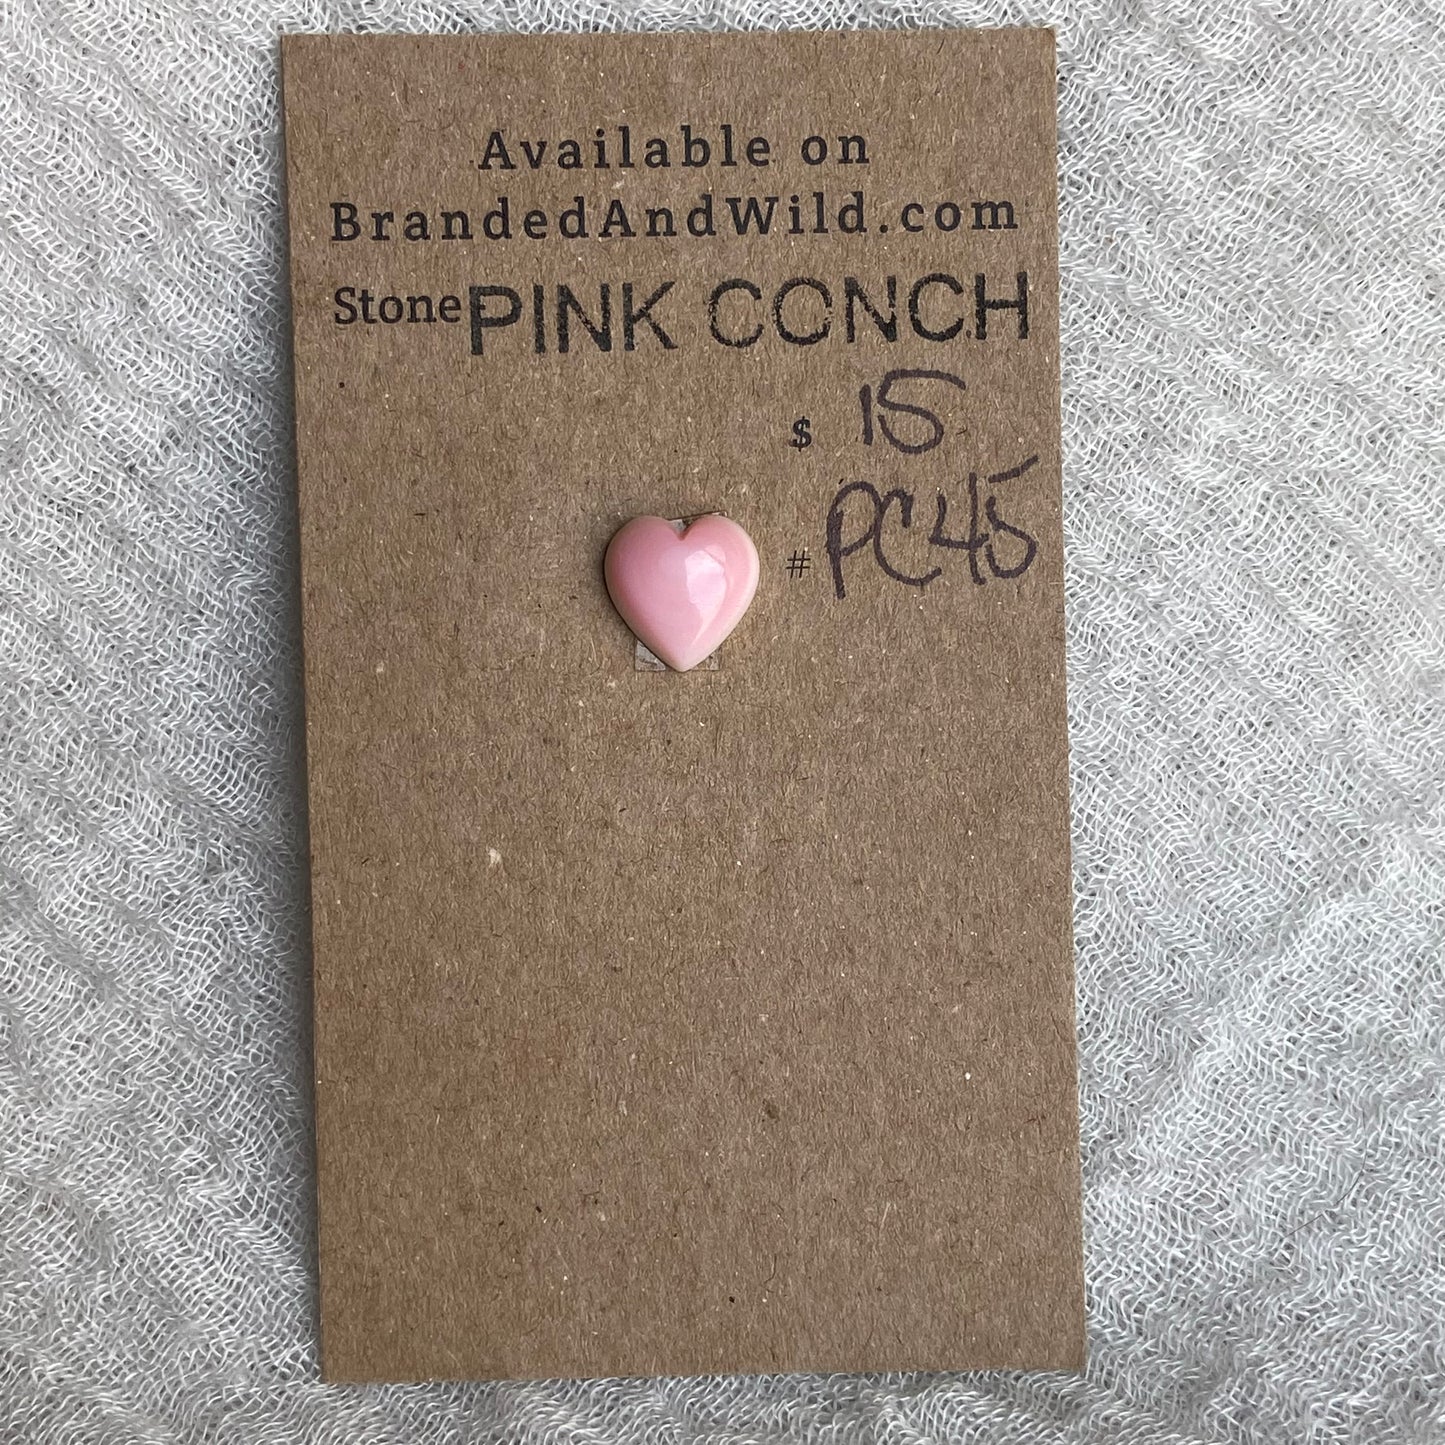 Available on
BrandedAndWild.com
Stone PINK CONCH
$ 15
# PC45